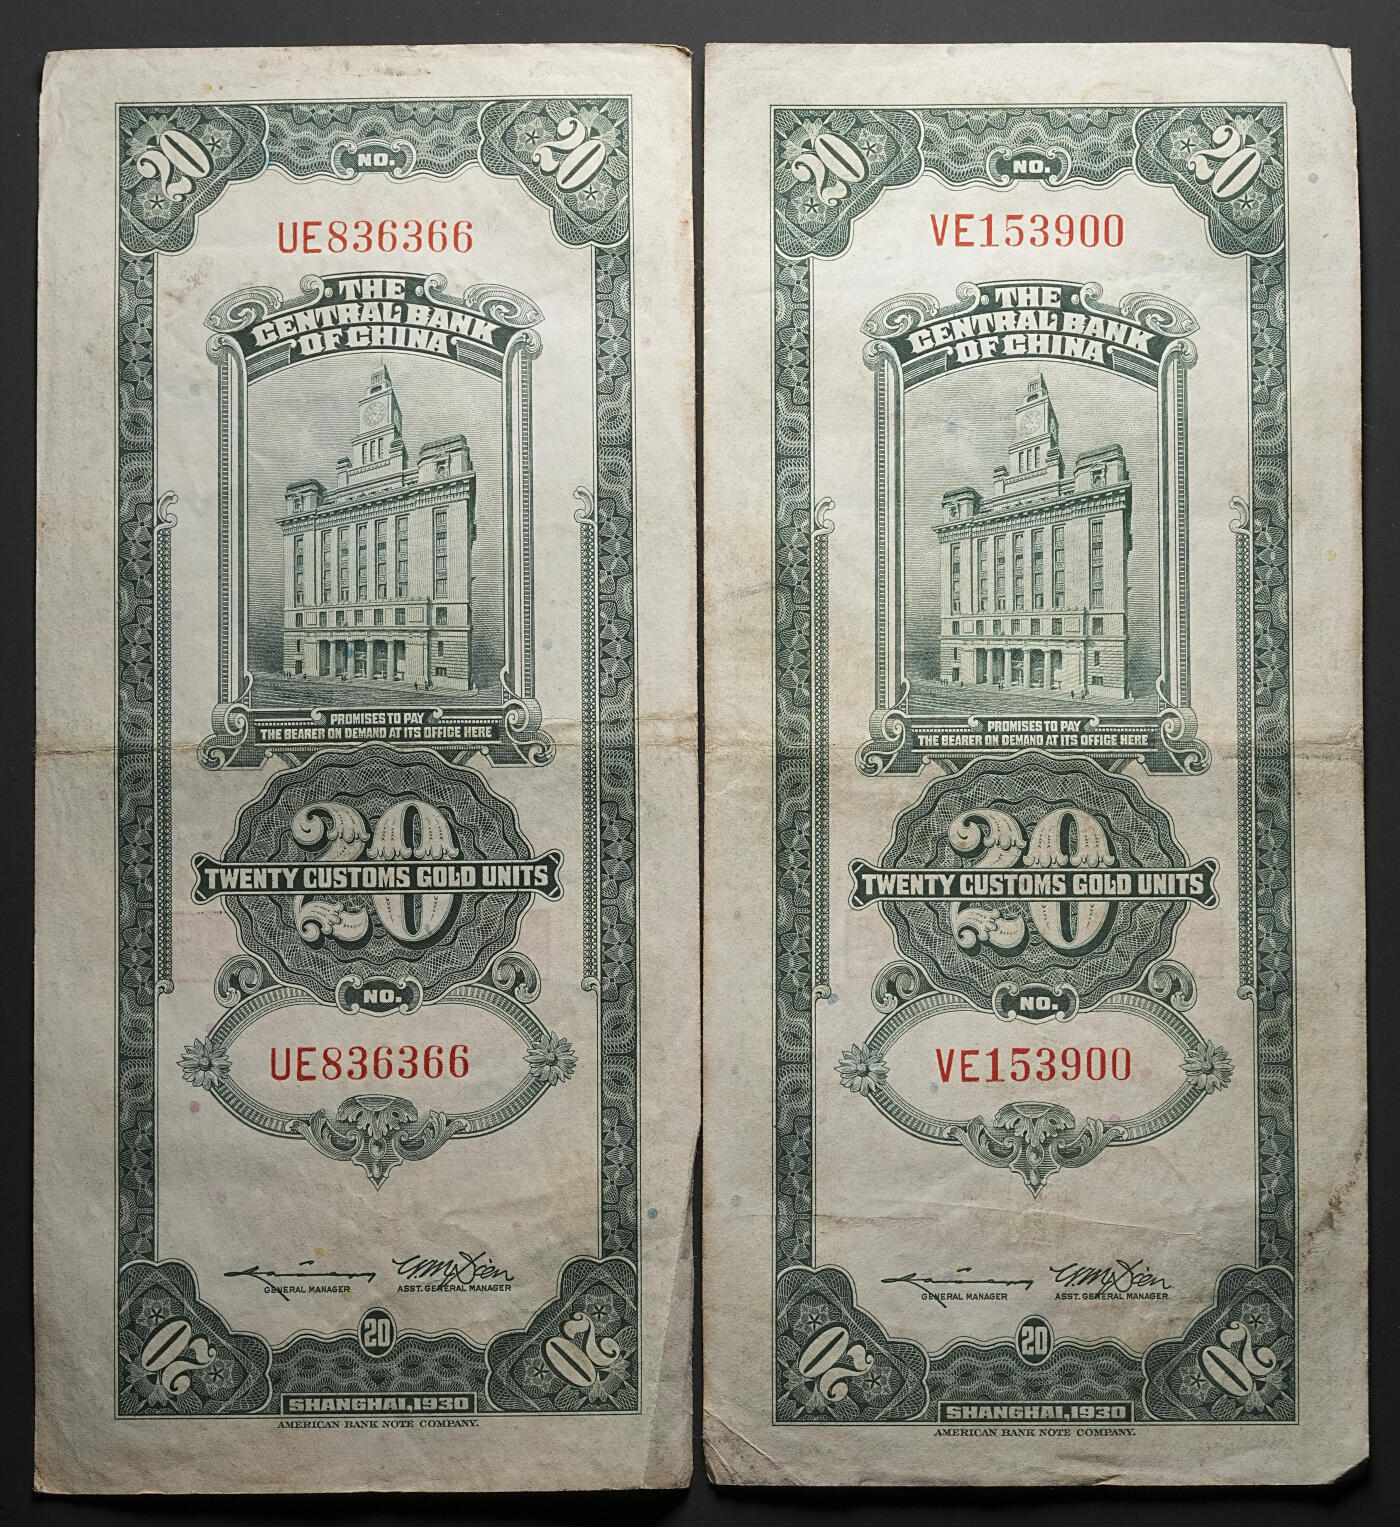 20 20
NO.
UE836366
THE
CENTRAL BANK
OF CHINA
PROMISES TO PAY
THE BEARER ON DEMAND AT ITS OFFICE HERE
20
TWENTY CUSTOMS GOLD UNITS
NO.
UE836366
GENERAL MANAGER ASST. GENERAL MANAGER
20 20 20
SHANGHAI, 1930
AMERICAN BANK NOTE COMPANY.
20 20
NO.
VE153900
THE
CENTRAL BANK
OF CHINA
PROMISES TO PAY
THE BEARER ON DEMAND AT ITS OFFICE HERE
20
TWENTY CUSTOMS GOLD UNITS
NO.
VE153900
GENERAL MANAGER ASST. GENERAL MANAGER
20 20 20
SHANGHAI, 1930
AMERICAN BANK NOTE COMPANY.